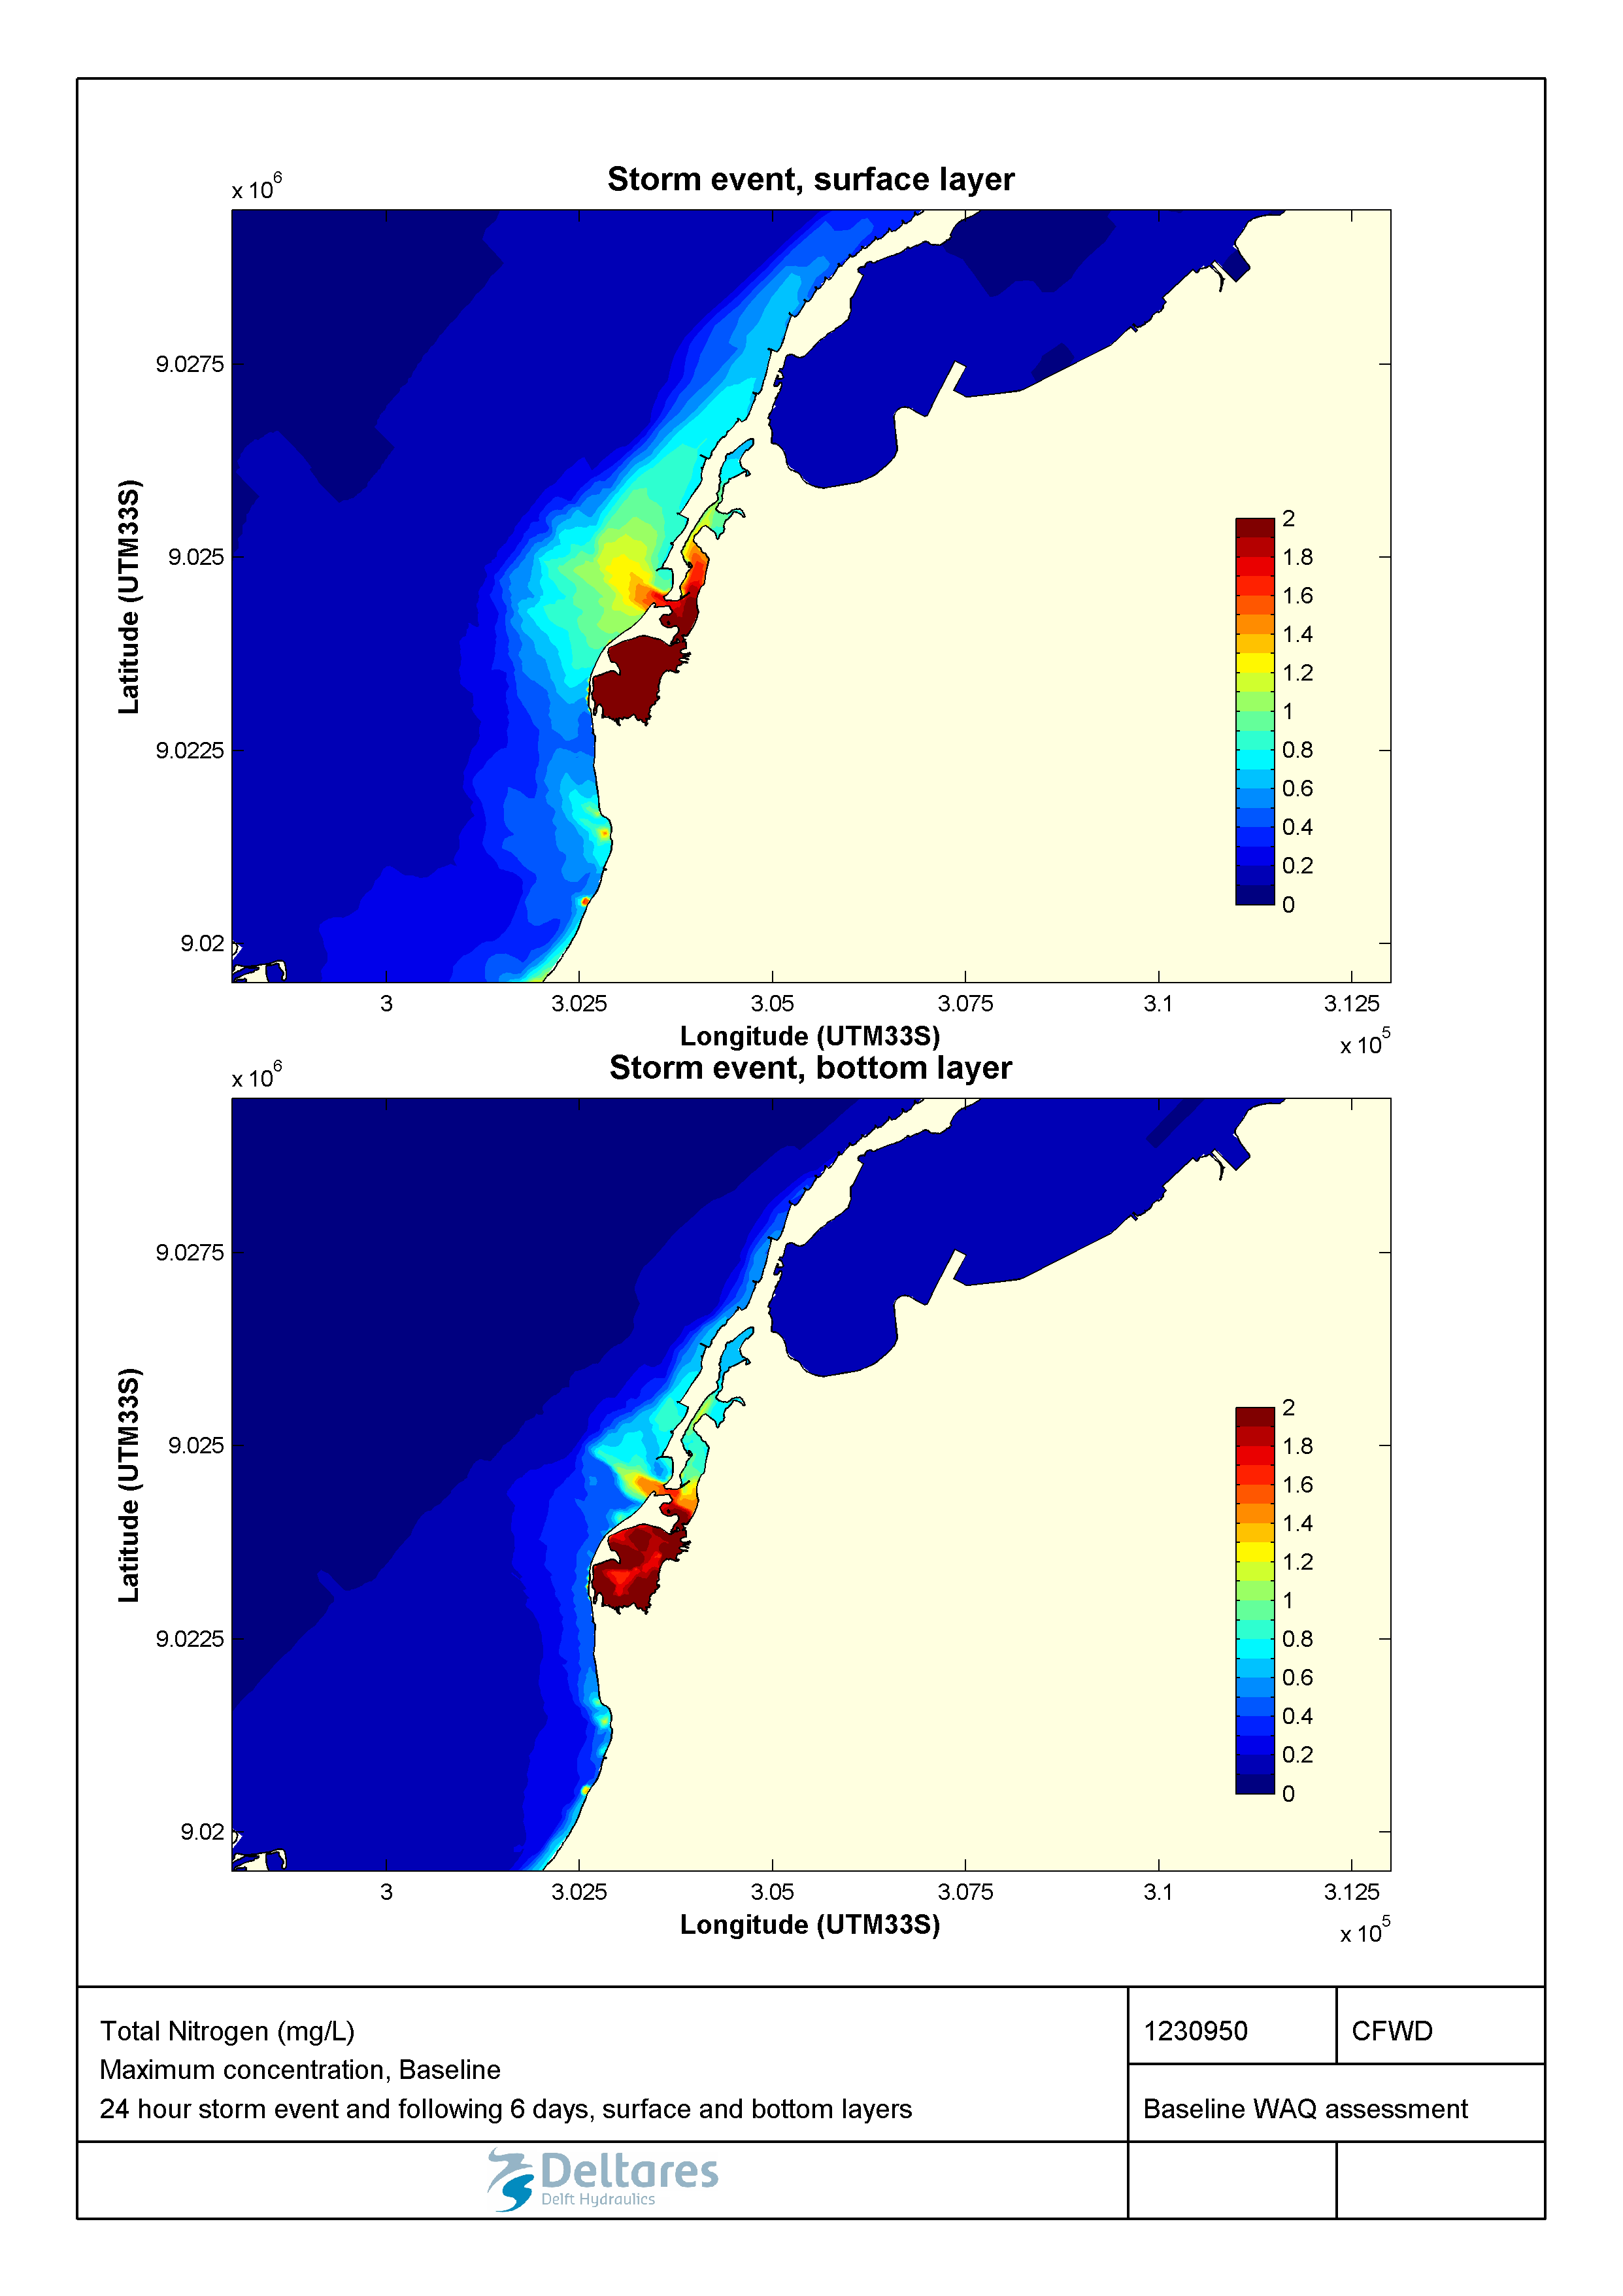 Storm event, surface layer
x 10^6
9.0275
9.025
9.0225
9.02
Latitude (UTM33S)
2
1.8
1.6
1.4
1.2
1
0.8
0.6
0.4
0.2
0
3 3.025 3.05 3.075 3.1 3.125
Longitude (UTM33S)
x 10^5
Storm event, bottom layer
x 10^6
9.0275
9.025
9.0225
9.02
Latitude (UTM33S)
2
1.8
1.6
1.4
1.2
1
0.8
0.6
0.4
0.2
0
3 3.025 3.05 3.075 3.1 3.125
Longitude (UTM33S)
x 10^5
Total Nitrogen (mg/L)
Maximum concentration, Baseline
24 hour storm event and following 6 days, surface and bottom layers
1230950
CFWD
Baseline WAQ assessment
Deltares
Delft Hydraulics